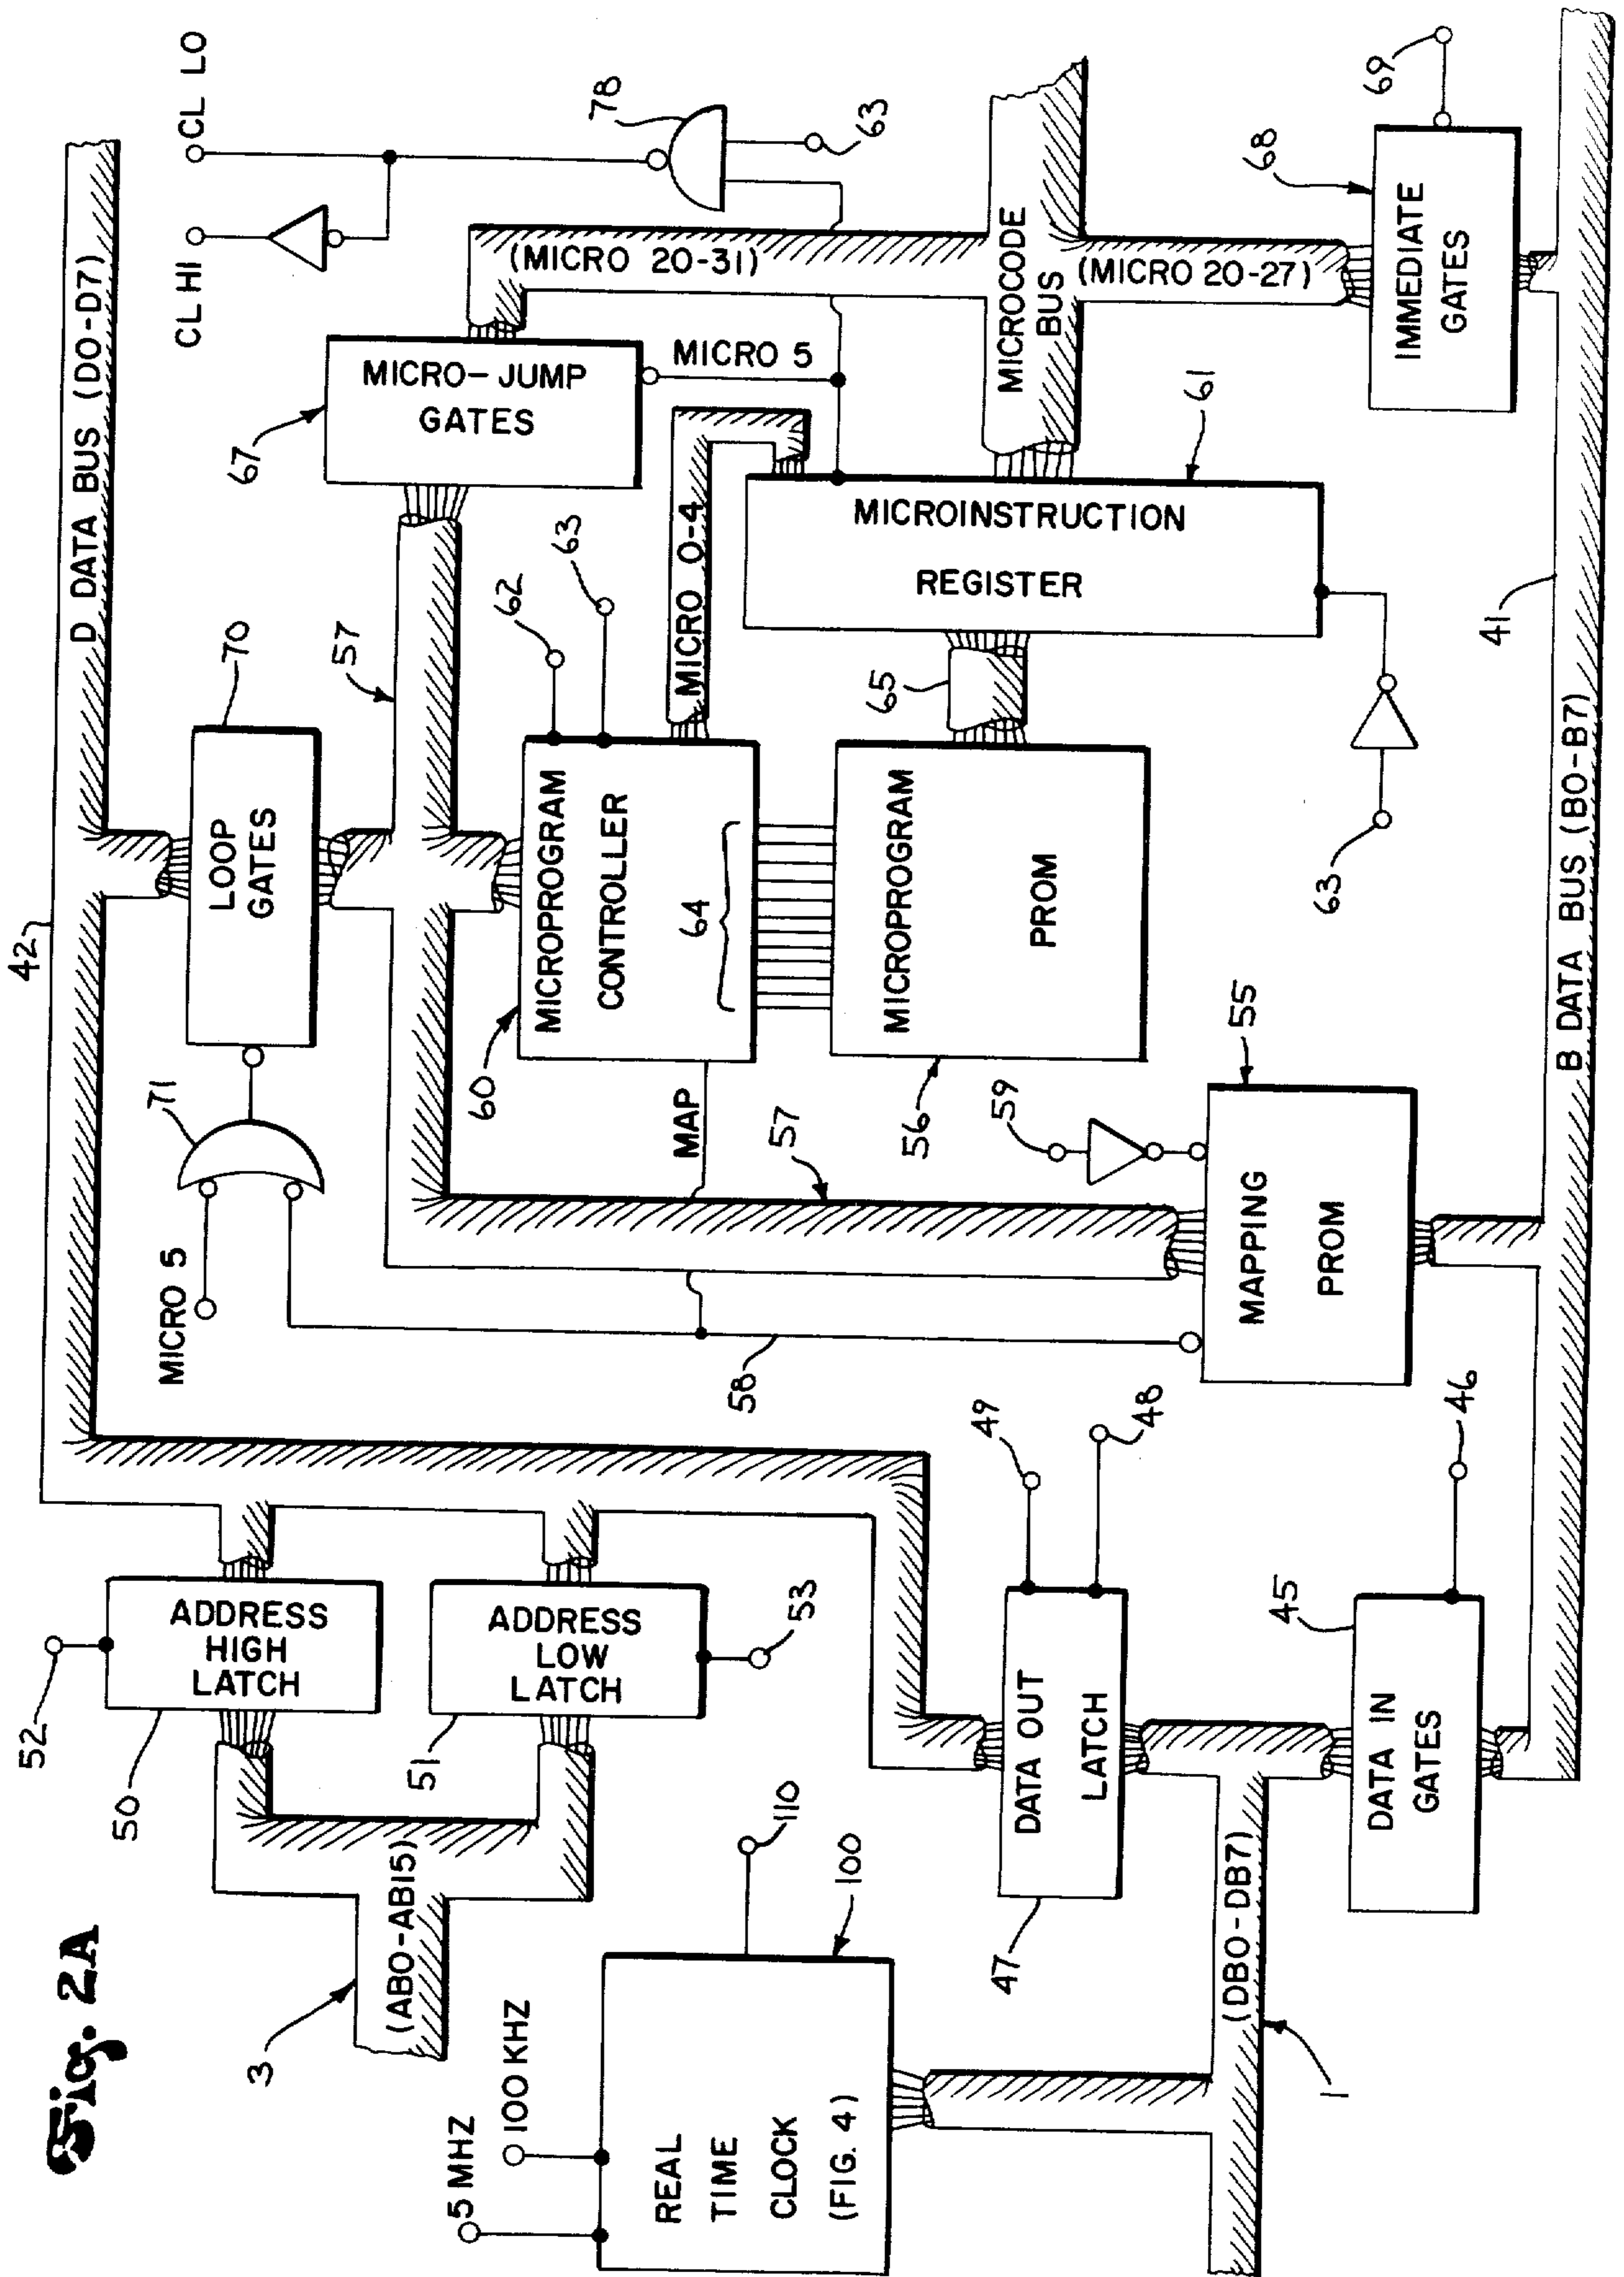 Fig. 2A
42
D DATA BUS (D0-D7)
CL HI
CL LO
52
ADDRESS
HIGH
LATCH
50
MICRO 5
71
LOOP
GATES
70
57
67
MICRO-JUMP
GATES
(MICRO 20-31)
78
63
3
(AB0-AB15)
ADDRESS
LOW
LATCH
51
53
58
MAP
57
60
MICROPROGRAM
CONTROLLER
64
62
63
MICRO 0-4
MICRO 5
5 MHZ
100 KHZ
REAL
TIME
CLOCK
(FIG. 4)
110
100
59
56
MICROPROGRAM
PROM
65
MICROINSTRUCTION
REGISTER
61
MICROCODE
BUS
(MICRO 20-27)
47
DATA OUT
LATCH
49
48
MAPPING
PROM
55
63
68
IMMEDIATE
GATES
69
(DB0-DB7)
1
DATA IN
GATES
45
46
B DATA BUS (B0-B7)
41